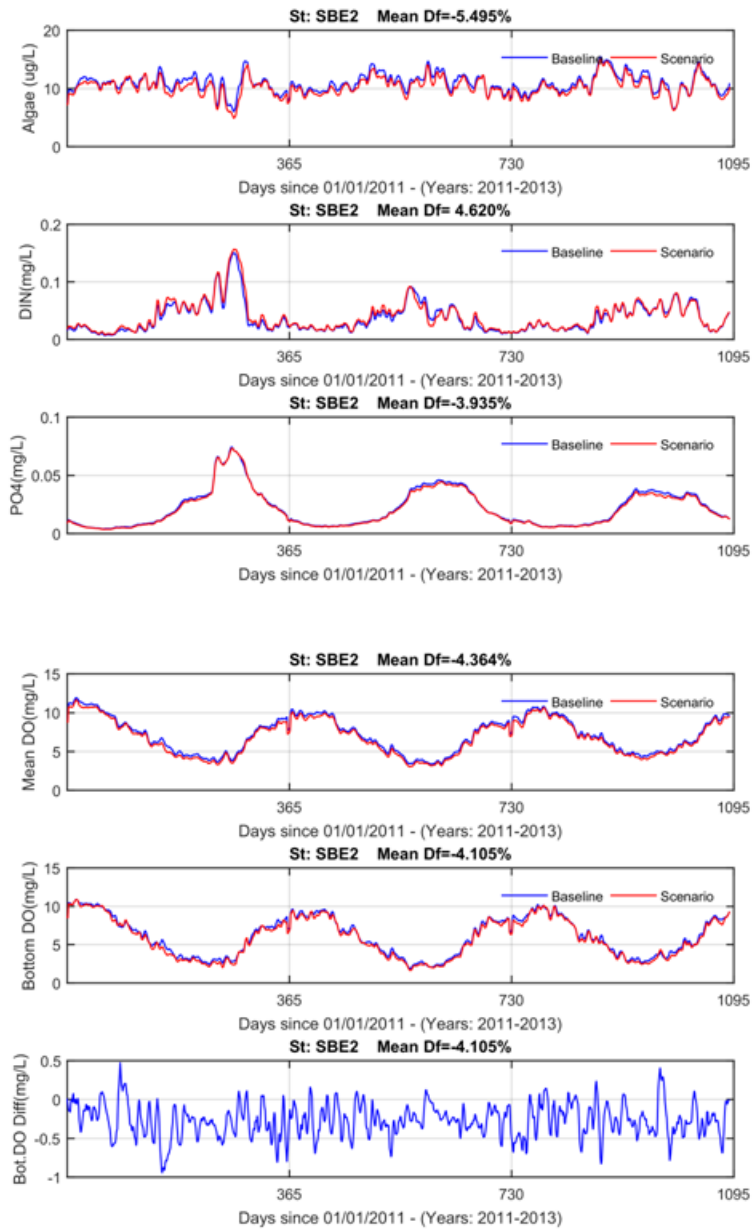 St: SBE2 Mean Df=-5.495%
20
10
0
Algae (ug/L)
Baseline
Scenario
365 730 1095
Days since 01/01/2011 - (Years: 2011-2013)
St: SBE2 Mean Df= 4.620%
0.2
0.1
0
DIN(mg/L)
Baseline
Scenario
365 730 1095
Days since 01/01/2011 - (Years: 2011-2013)
St: SBE2 Mean Df=-3.935%
0.1
0.05
0
PO4(mg/L)
Baseline
Scenario
365 730 1095
Days since 01/01/2011 - (Years: 2011-2013)
St: SBE2 Mean Df=-4.364%
15
10
5
0
Mean DO(mg/L)
Baseline
Scenario
365 730 1095
Days since 01/01/2011 - (Years: 2011-2013)
St: SBE2 Mean Df=-4.105%
15
10
5
0
Bottom DO(mg/L)
Baseline
Scenario
365 730 1095
Days since 01/01/2011 - (Years: 2011-2013)
St: SBE2 Mean Df=-4.105%
0.5
0
-0.5
-1
Bot.DO Diff(mg/L)
365 730 1095
Days since 01/01/2011 - (Years: 2011-2013)